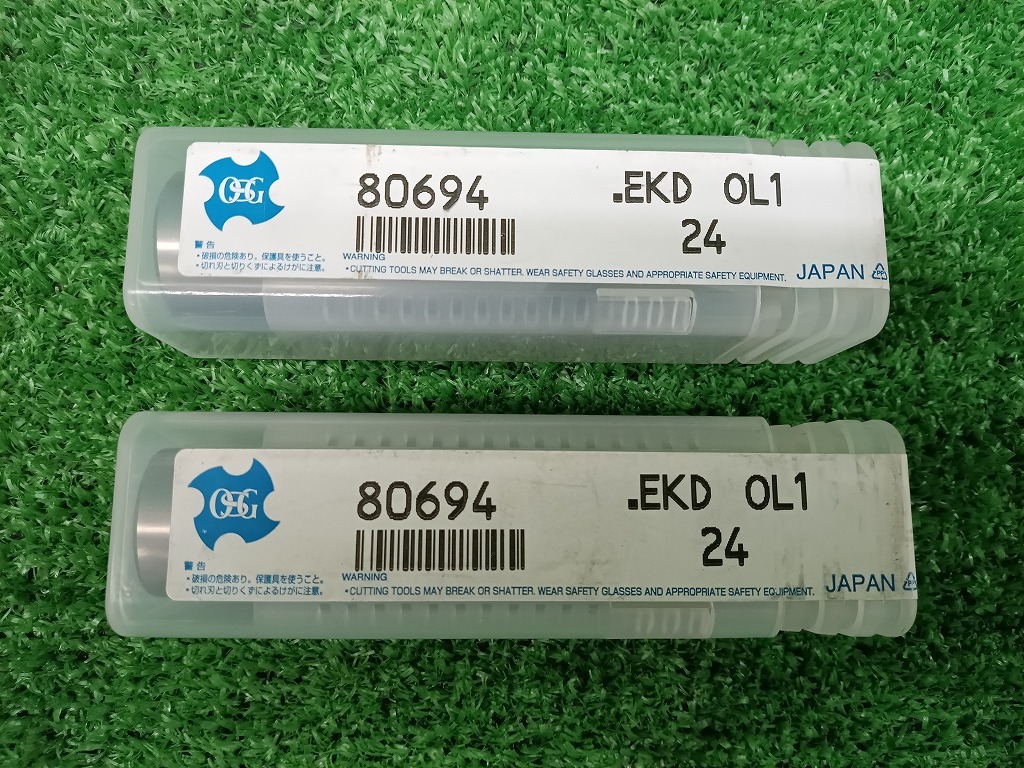 OSG
80694
.EKD OL1
24
警告
・破損の危険あり。保護具を使うこと。
・切れ刃と切りくずによるけがに注意。
WARNING
・CUTTING TOOLS MAY BREAK OR SHATTER. WEAR SAFETY GLASSES AND APPROPRIATE SAFETY EQUIPMENT.
JAPAN
OSG
80694
.EKD OL1
24
警告
・破損の危険あり。保護具を使うこと。
・切れ刃と切りくずによるけがに注意。
WARNING
・CUTTING TOOLS MAY BREAK OR SHATTER. WEAR SAFETY GLASSES AND APPROPRIATE SAFETY EQUIPMENT.
JAPAN